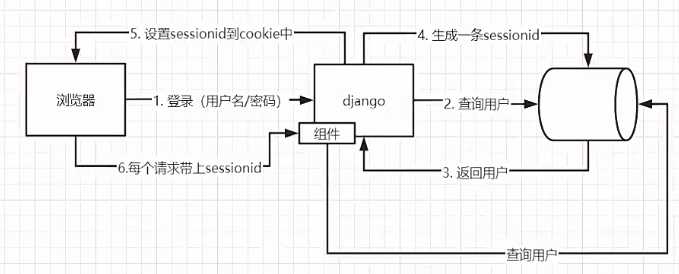 5. 设置sessionid到cookie中
4. 生成一条sessionid
浏览器
1. 登录（用户名/密码）
django
2. 查询用户
组件
6.每个请求带上sessionid
3. 返回用户
查询用户